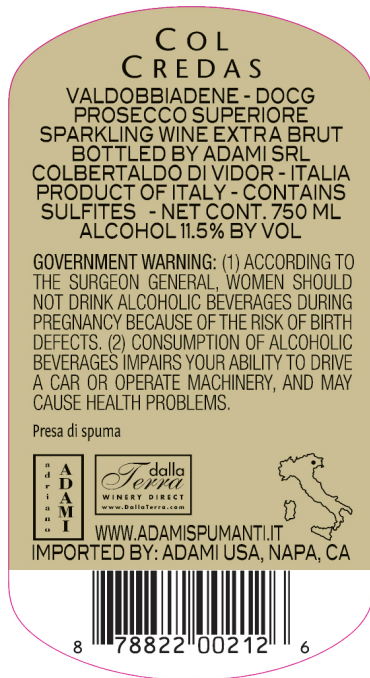 COL
CREDAS
VALDOBBIADENE - DOCG
PROSECCO SUPERIORE
SPARKLING WINE EXTRA BRUT
BOTTLED BY ADAMI SRL
COLBERTALDO DI VIDOR - ITALIA
PRODUCT OF ITALY - CONTAINS
SULFITES - NET CONT. 750 ML
ALCOHOL 11.5% BY VOL
GOVERNMENT WARNING: (1) ACCORDING TO
THE SURGEON GENERAL, WOMEN SHOULD
NOT DRINK ALCOHOLIC BEVERAGES DURING
PREGNANCY BECAUSE OF THE RISK OF BIRTH
DEFECTS. (2) CONSUMPTION OF ALCOHOLIC
BEVERAGES IMPAIRS YOUR ABILITY TO DRIVE
A CAR OR OPERATE MACHINERY, AND MAY
CAUSE HEALTH PROBLEMS.
Presa di spuma
adriano
ADAMI
dalla
Terra
WINERY DIRECT
www.DallaTerra.com
WWW.ADAMISPUMANTI.IT
IMPORTED BY: ADAMI USA, NAPA, CA
8 78822 00212 6